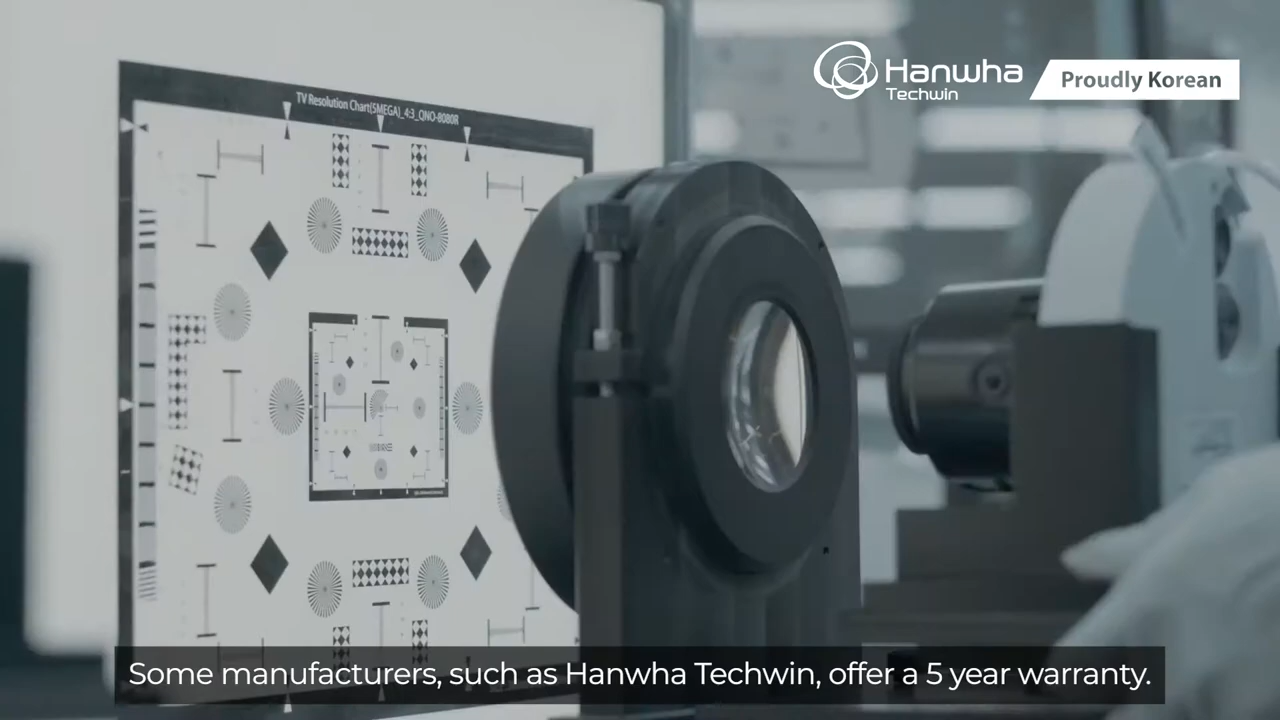 Hanwha
Techwin
Proudly Korean
TV Resolution Chart(5MEGA)_4:3_QNO-8080R
Some manufacturers, such as Hanwha Techwin, offer a 5 year warranty.